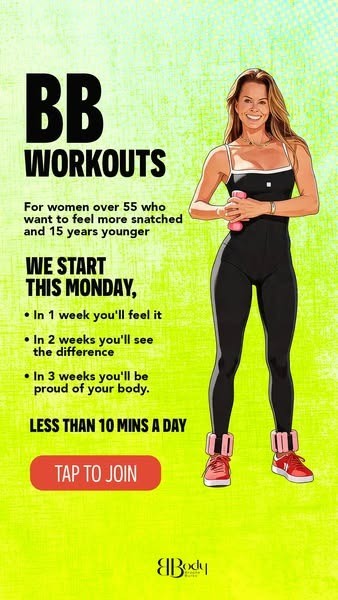 BB
WORKOUTS
For women over 55 who
want to feel more snatched
and 15 years younger
WE START
THIS MONDAY,
• In 1 week you'll feel it
• In 2 weeks you'll see
the difference
• In 3 weeks you'll be
proud of your body.
LESS THAN 10 MINS A DAY
TAP TO JOIN
BBody